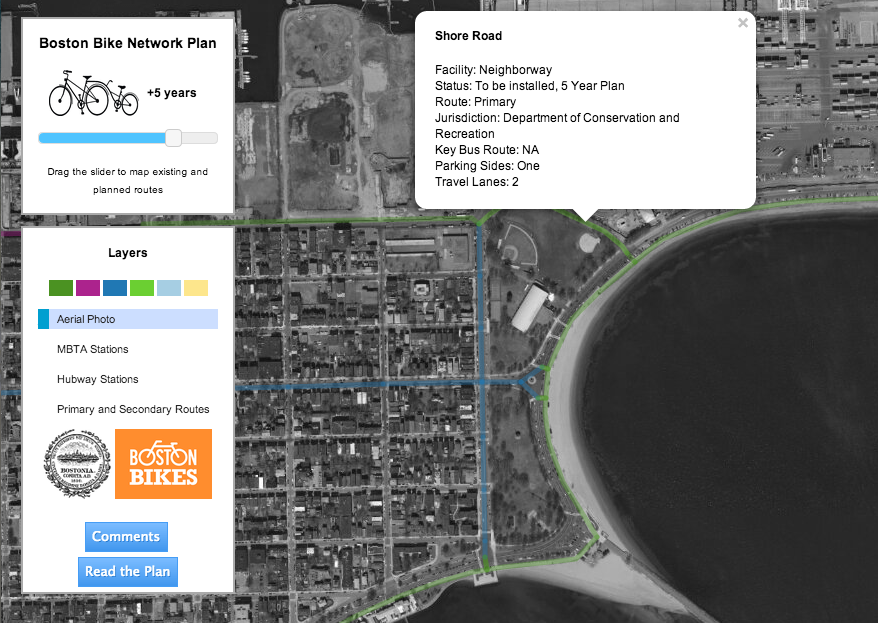 Boston Bike Network Plan
+5 years
Drag the slider to map existing and
planned routes
Layers
Aerial Photo
MBTA Stations
Hubway Stations
Primary and Secondary Routes
BOSTONIA.
CONDITA AD
1630.
BOSTON
BIKES
Comments
Read the Plan
Shore Road
Facility: Neighborway
Status: To be installed, 5 Year Plan
Route: Primary
Jurisdiction: Department of Conservation and
Recreation
Key Bus Route: NA
Parking Sides: One
Travel Lanes: 2